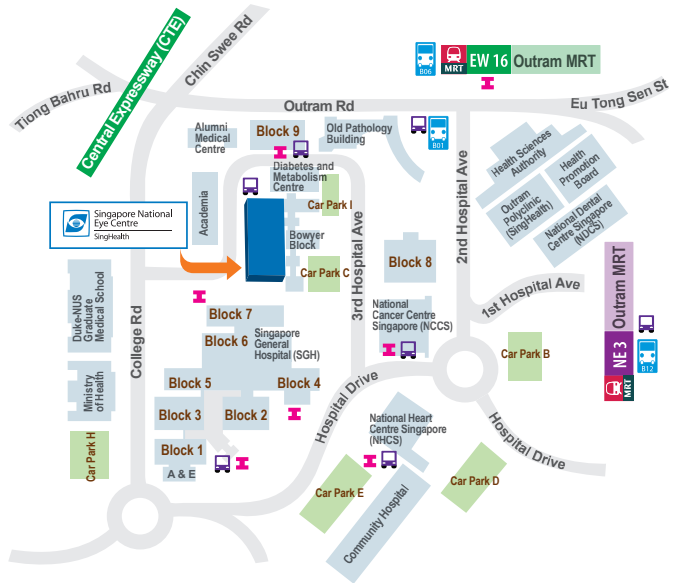 Central Expressway (CTE)
Chin Swee Rd
Tiong Bahru Rd
B06
MRT
EW 16
Outram MRT
Eu Tong Sen St
Outram Rd
Alumni
Medical
Centre
Block 9
Old Pathology
Building
B01
2nd Hospital Ave
Health Sciences
Authority
Health
Promotion
Board
Outram
Polyclinic
(SingHealth)
National Dental
Centre Singapore
(NDCS)
Diabetes and
Metabolism
Centre
Car Park I
Academia
Singapore National
Eye Centre
SingHealth
Bowyer
Block
Car Park C
3rd Hospital Ave
Block 8
Outram MRT
NE 3
MRT
B12
1st Hospital Ave
Duke-NUS
Graduate
Medical School
College Rd
Block 7
Block 6
Singapore
General
Hospital (SGH)
National
Cancer Centre
Singapore (NCCS)
Car Park B
Ministry
of Health
Block 5
Block 4
Block 3
Block 2
Hospital Drive
National Heart
Centre Singapore
(NHCS)
Hospital Drive
Car Park H
Block 1
A & E
Car Park E
Community Hospital
Car Park D